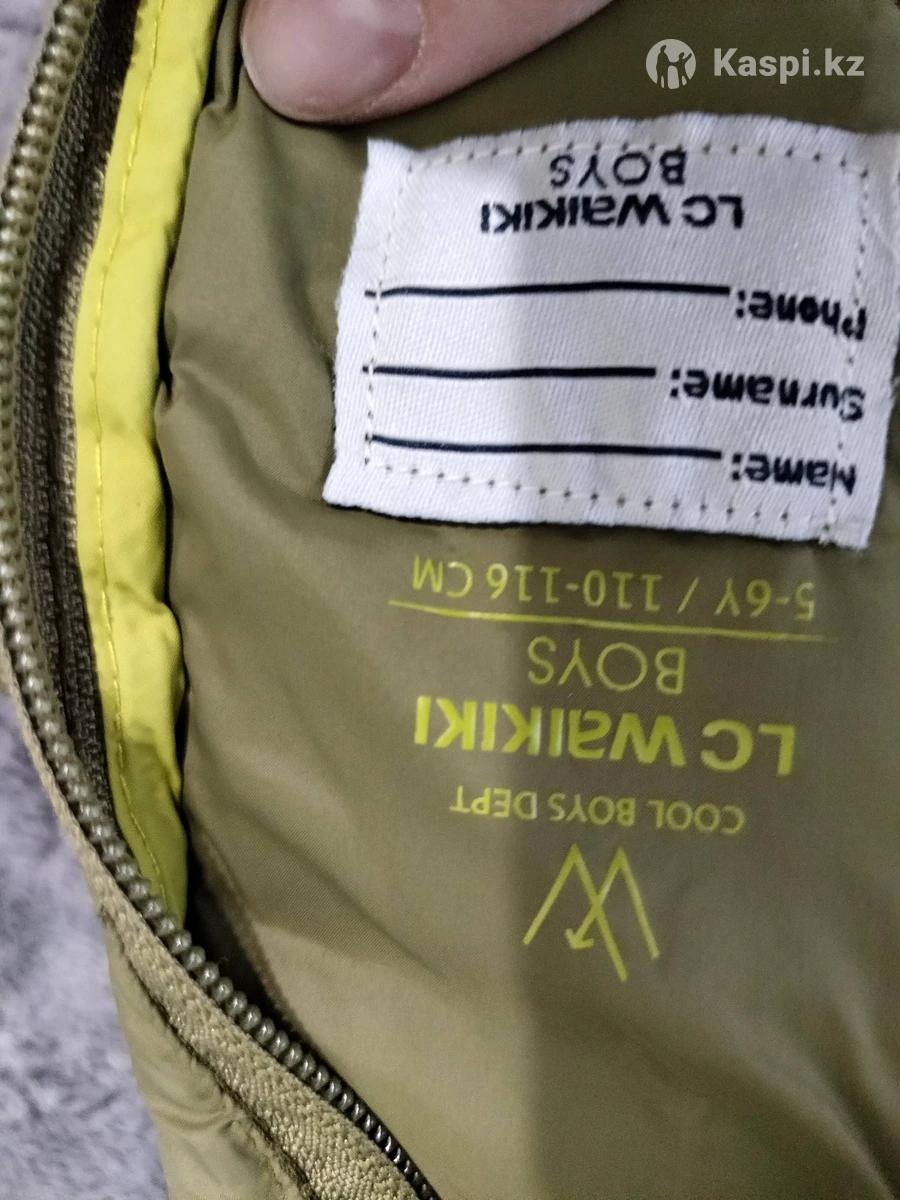 Kaspi.kz
COOL BOYS DEPT
LC WAIKIKI
BOYS
5-6Y / 110-116 CM
Name:
Surname:
Phone:
LC WAIKIKI
BOYS